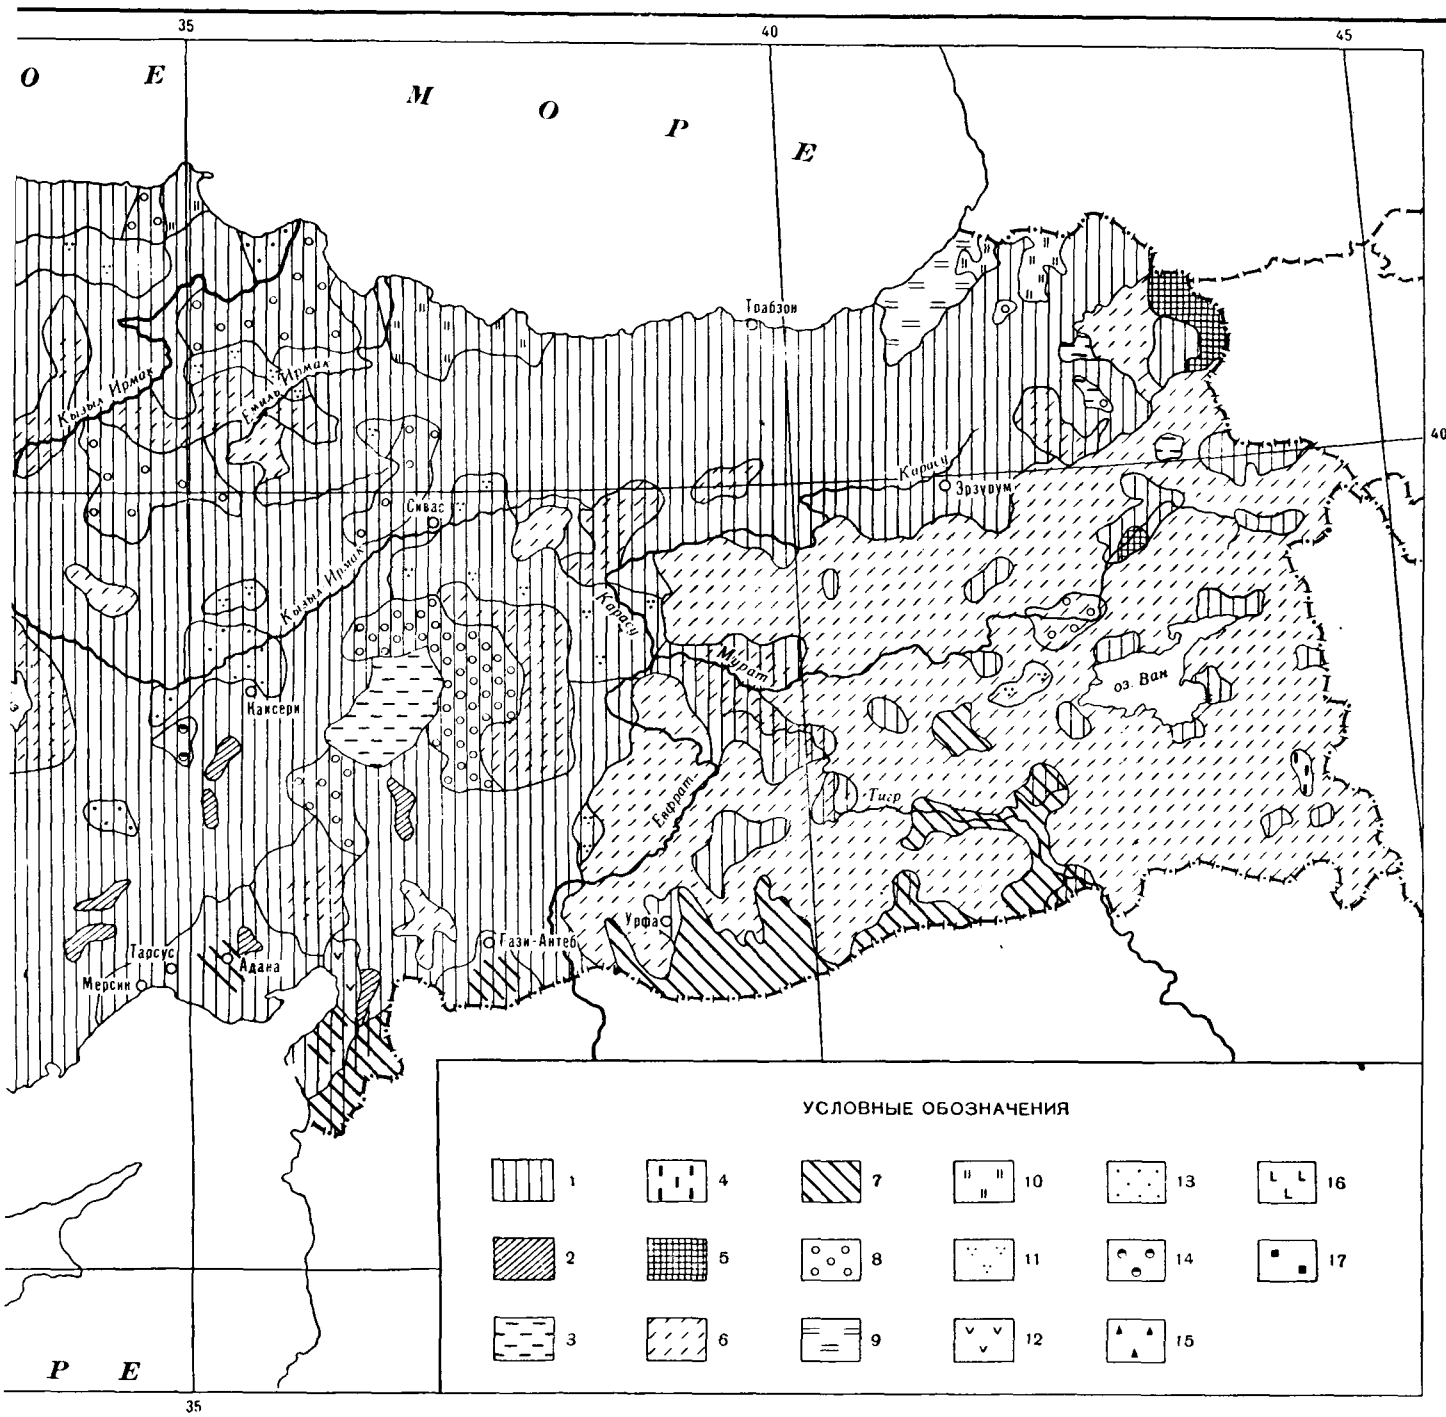 35
40
45
О Е М О Р Е
Трабзон
Кызыл Ирмак
Ешиль Ирмак
40
Карасу
Эрзурум
Сивас
Кызыл Ирмак
Карасу
Мурат
оз. Ван
Кайсери
Евфрат
Тигр
Урфа
Гази-Антеб
Тарсус
Адана
Мерсин
УСЛОВНЫЕ ОБОЗНАЧЕНИЯ
1 4 7 10 13 16
2 5 8 11 14 17
3 6 9 12 15
Р Е
35